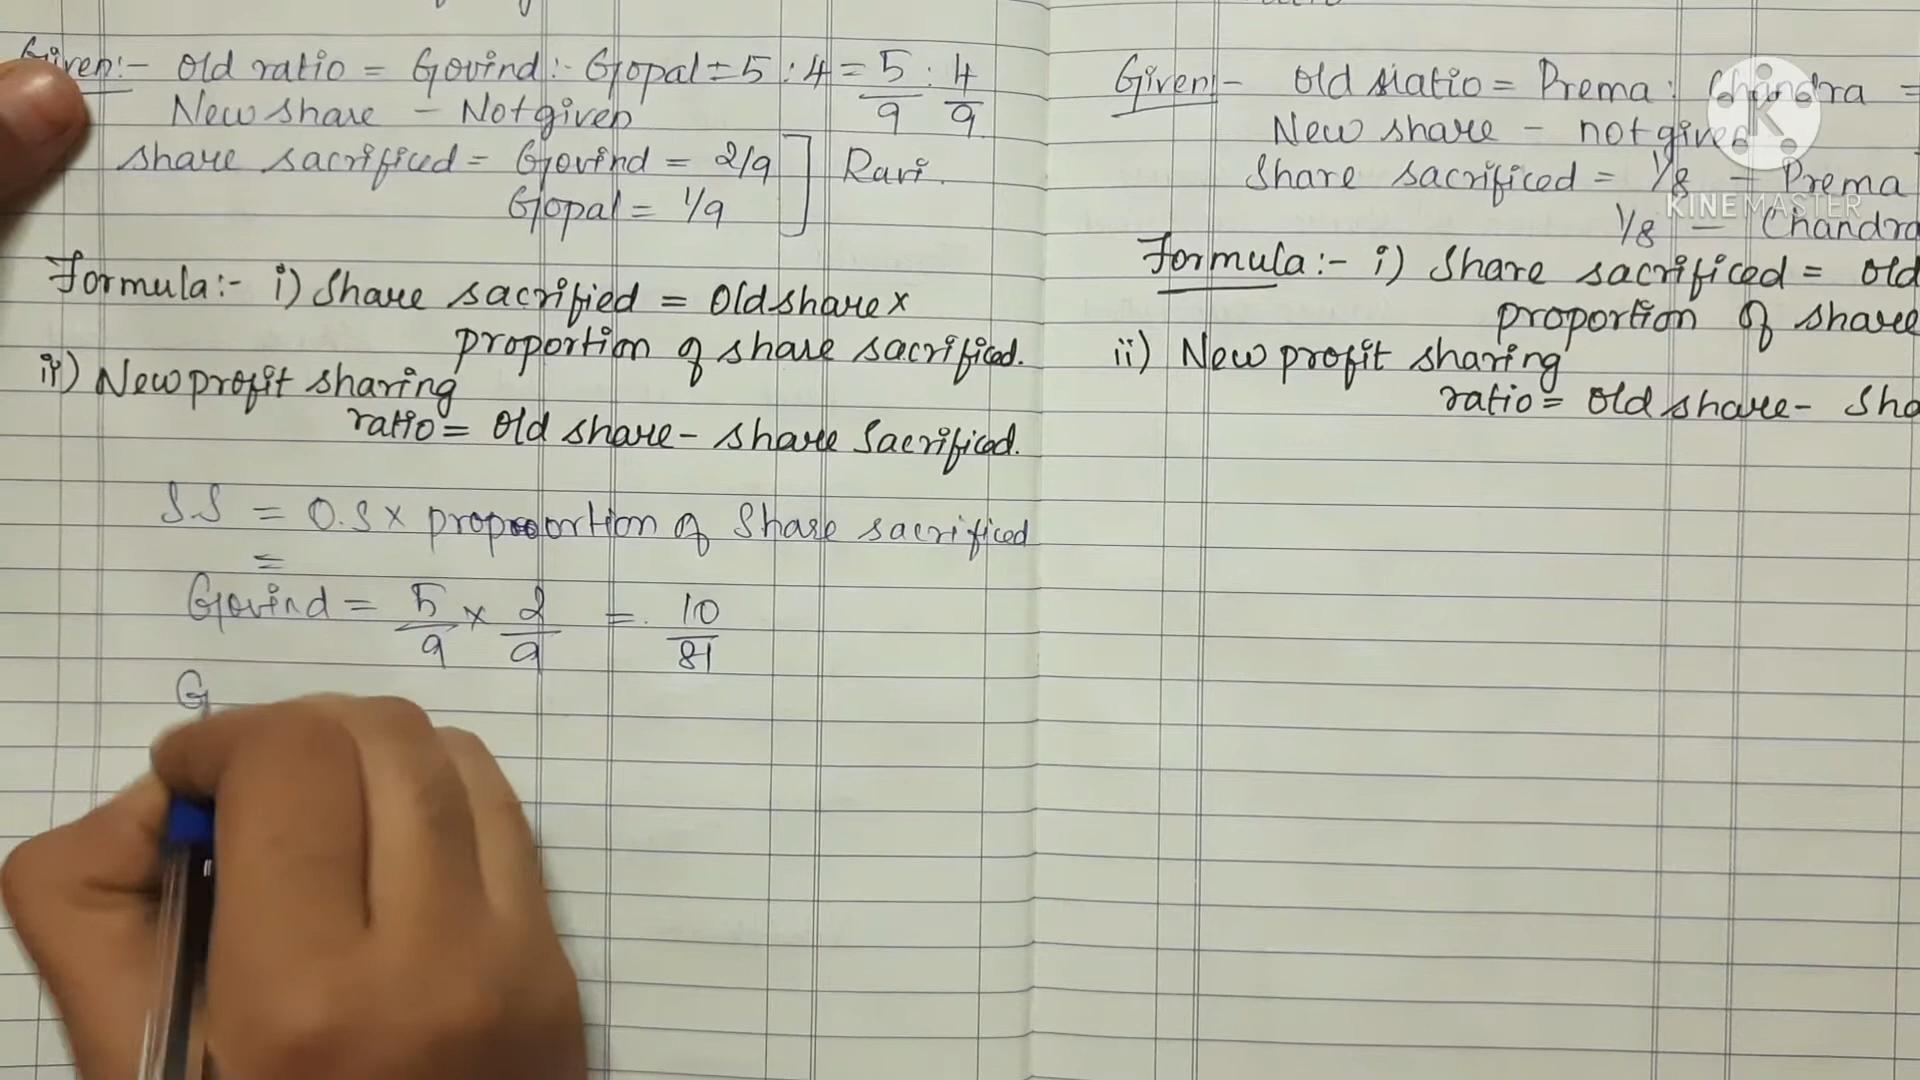 Given:- Old ratio = Govind:- Gopal = 5 : 4 = 5/9 : 4/9
New share - Not given
Share sacrificed = Govind = 2/9
Gopal = 1/9
Ravi.
Formula:- i) Share sacrified = Old share x
proportion of share sacrificed.
ii) New profit sharing
ratio = Old share - share Sacrificed.
S.S = O.S x proportion of Share sacrificed
=
Govind = 5/9 x 2/9 = 10/81
G
Given:- Old ratio = Prema : Chandra =
New share - not given
Share sacrificed = 1/8 - Prema
1/8 - Chandra
Formula:- i) Share sacrificed = Old
proportion of share
ii) New profit sharing
ratio = Old share - Sha
K
KINEMASTER